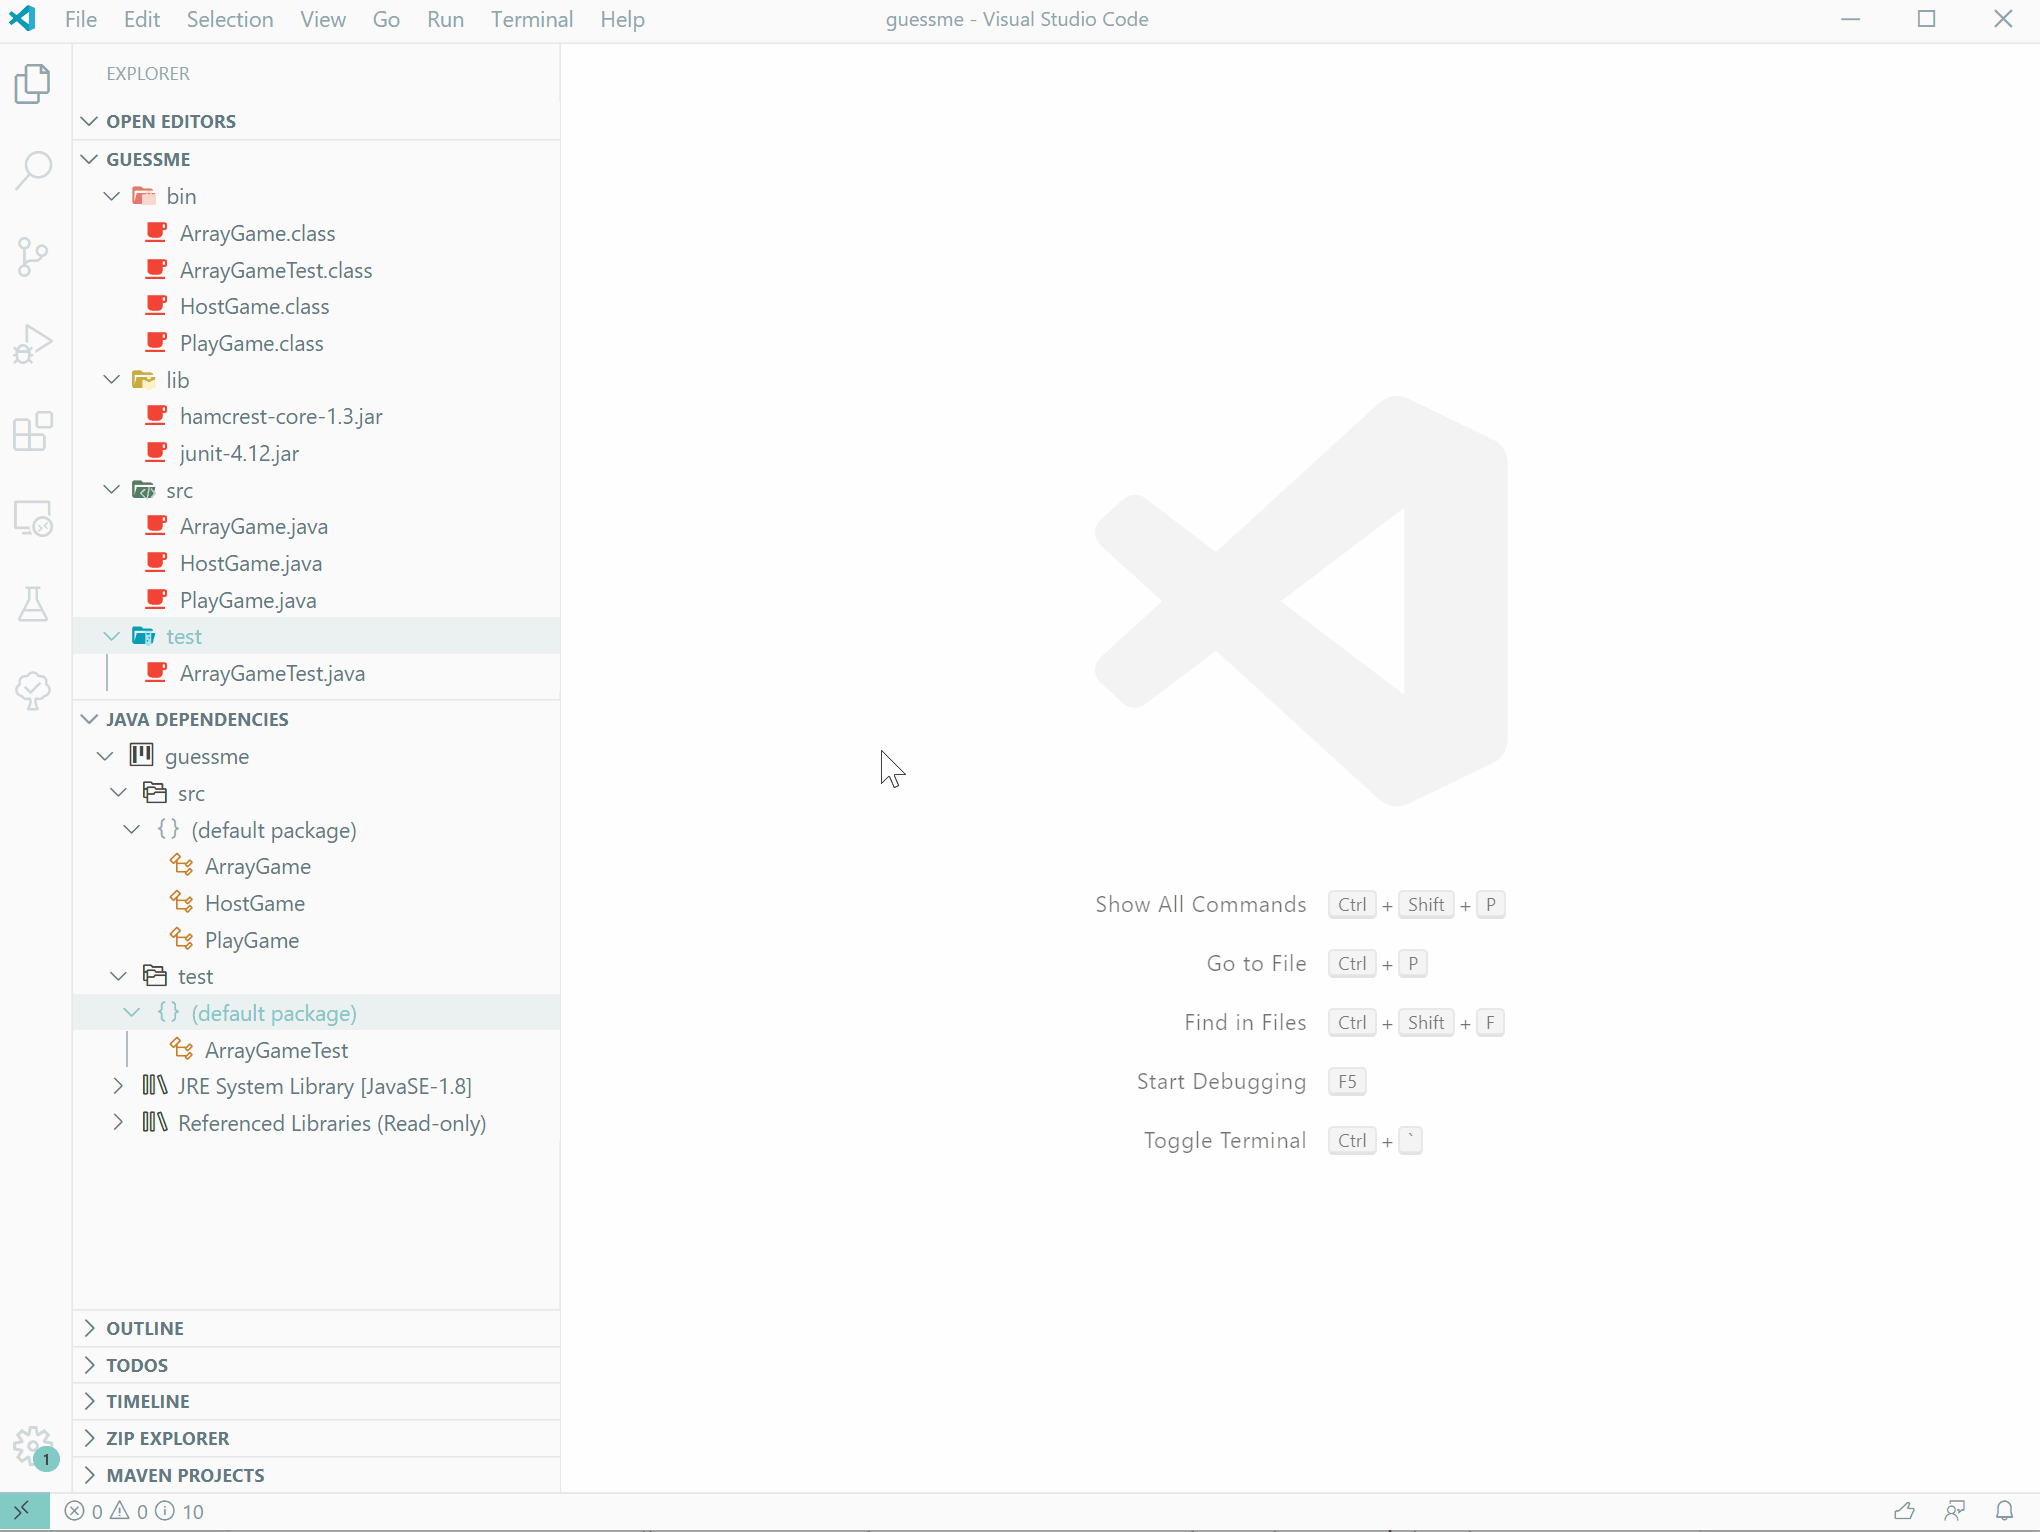 File Edit Selection View Go Run Terminal Help
guessme - Visual Studio Code
EXPLORER
OPEN EDITORS
GUESSME
bin
ArrayGame.class
ArrayGameTest.class
HostGame.class
PlayGame.class
lib
hamcrest-core-1.3.jar
junit-4.12.jar
src
ArrayGame.java
HostGame.java
PlayGame.java
test
ArrayGameTest.java
JAVA DEPENDENCIES
guessme
src
{} (default package)
ArrayGame
HostGame
PlayGame
test
{} (default package)
ArrayGameTest
JRE System Library [JavaSE-1.8]
Referenced Libraries (Read-only)
OUTLINE
TODOS
TIMELINE
ZIP EXPLORER
MAVEN PROJECTS
Show All Commands Ctrl + Shift + P
Go to File Ctrl + P
Find in Files Ctrl + Shift + F
Start Debugging F5
Toggle Terminal Ctrl + `
1
0 0 10